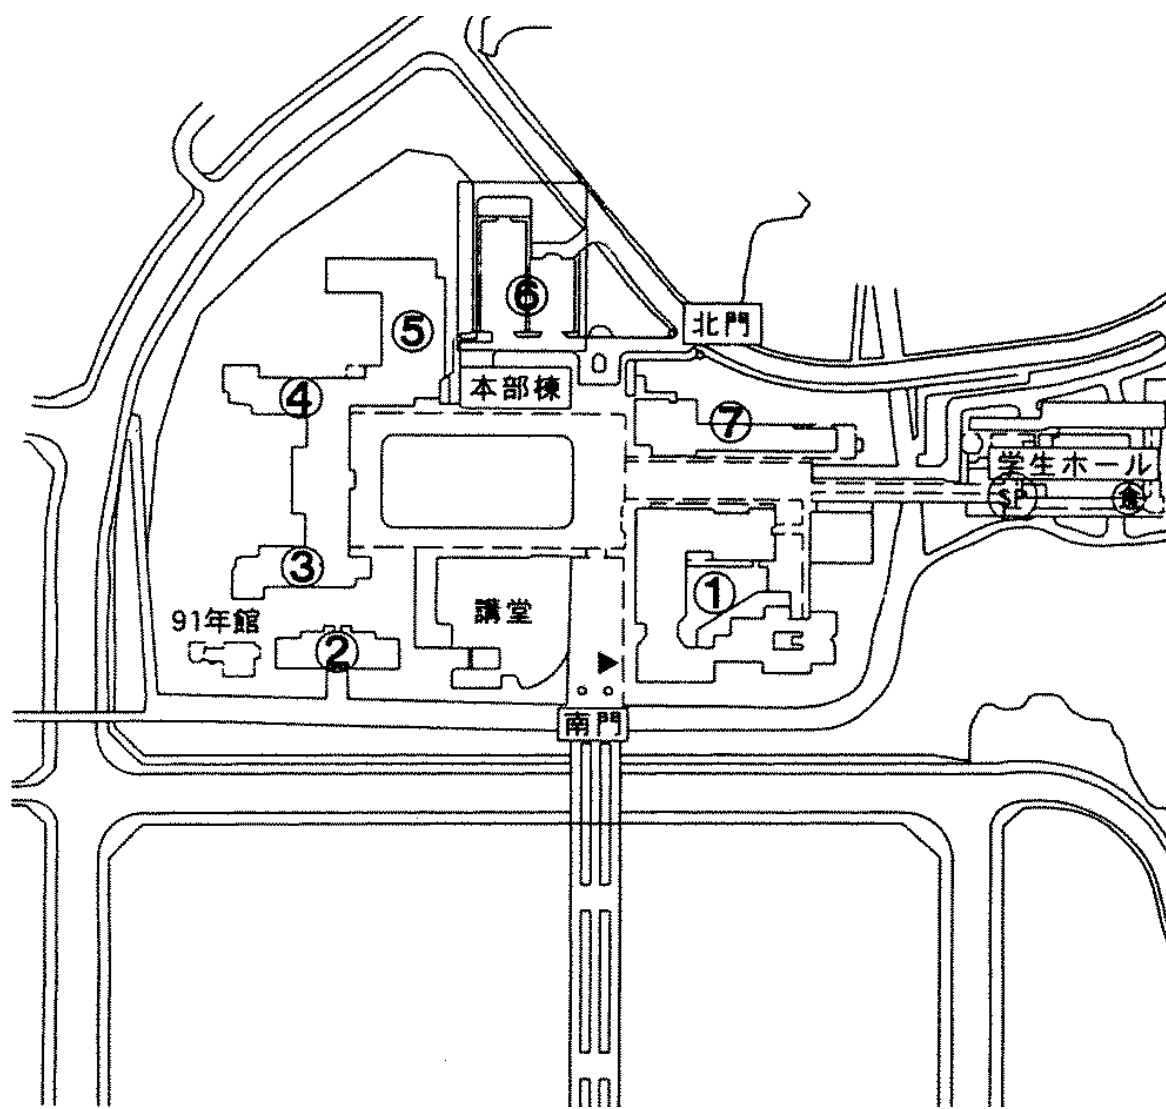 ⑥
北門
⑤
本部棟
④
⑦
学生ホール
SP
食
③
①
講堂
91年館
②
南門